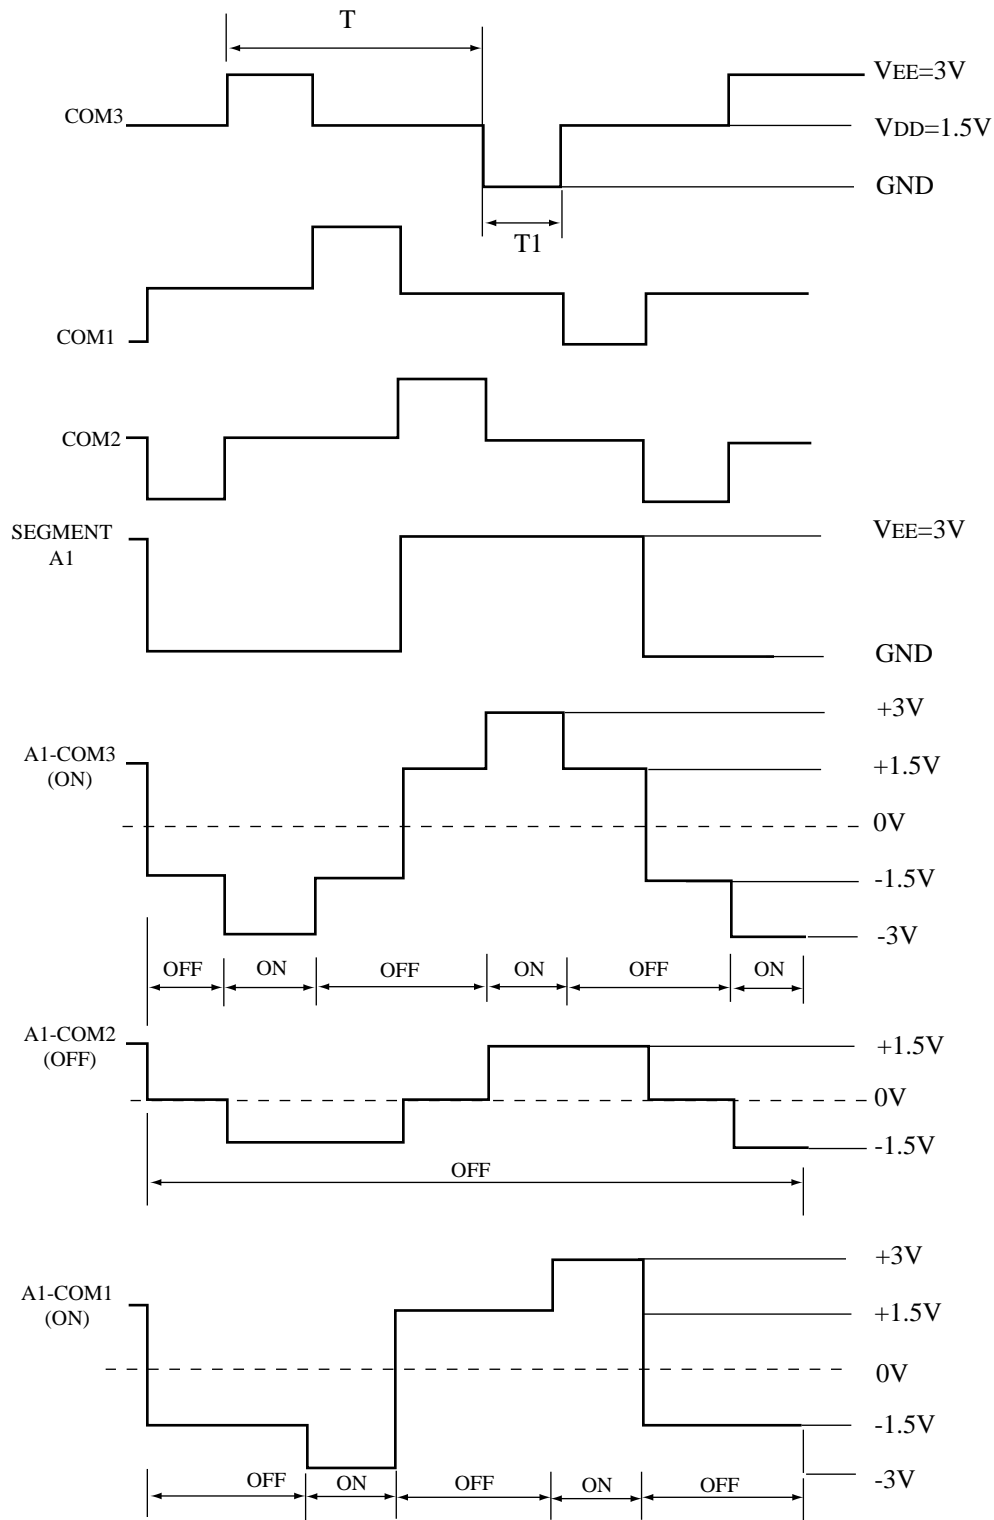 T
COM3
VEE=3V
VDD=1.5V
GND
T1
COM1
COM2
SEGMENT
A1
VEE=3V
GND
+3V
A1-COM3
(ON)
+1.5V
0V
-1.5V
-3V
OFF
ON
OFF
ON
OFF
ON
A1-COM2
(OFF)
+1.5V
0V
-1.5V
OFF
+3V
A1-COM1
(ON)
+1.5V
0V
-1.5V
-3V
OFF
ON
OFF
ON
OFF